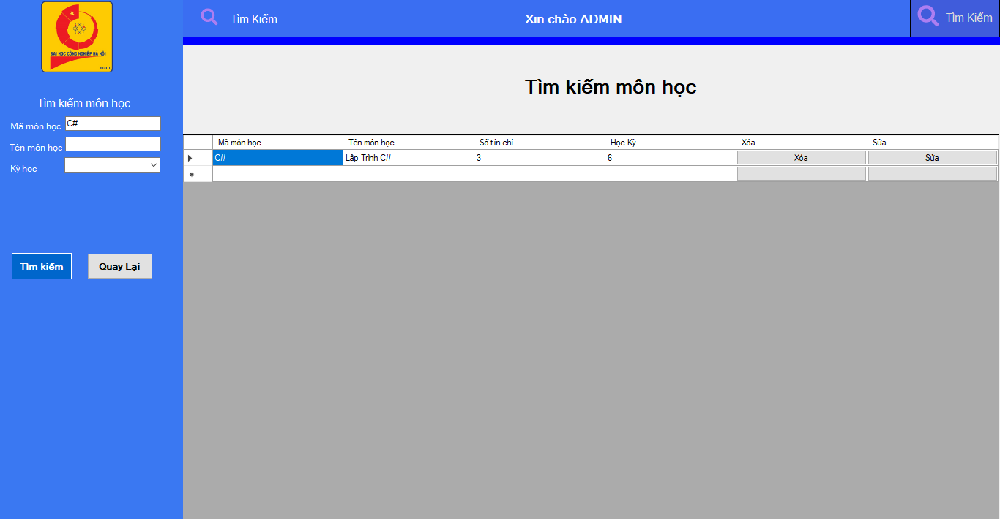 ĐẠI HỌC CÔNG NGHIỆP HÀ NỘI
HaUI
Tìm Kiếm
Xin chào ADMIN
Tìm Kiếm
Tìm kiếm môn học
Mã môn học C#
Tên môn học
Kỳ học
Tìm kiếm Quay Lại
Tìm kiếm môn học
Mã môn học Tên môn học Số tín chỉ Học Kỳ Xóa Sửa
C# Lập Trình C# 3 6 Xóa Sửa